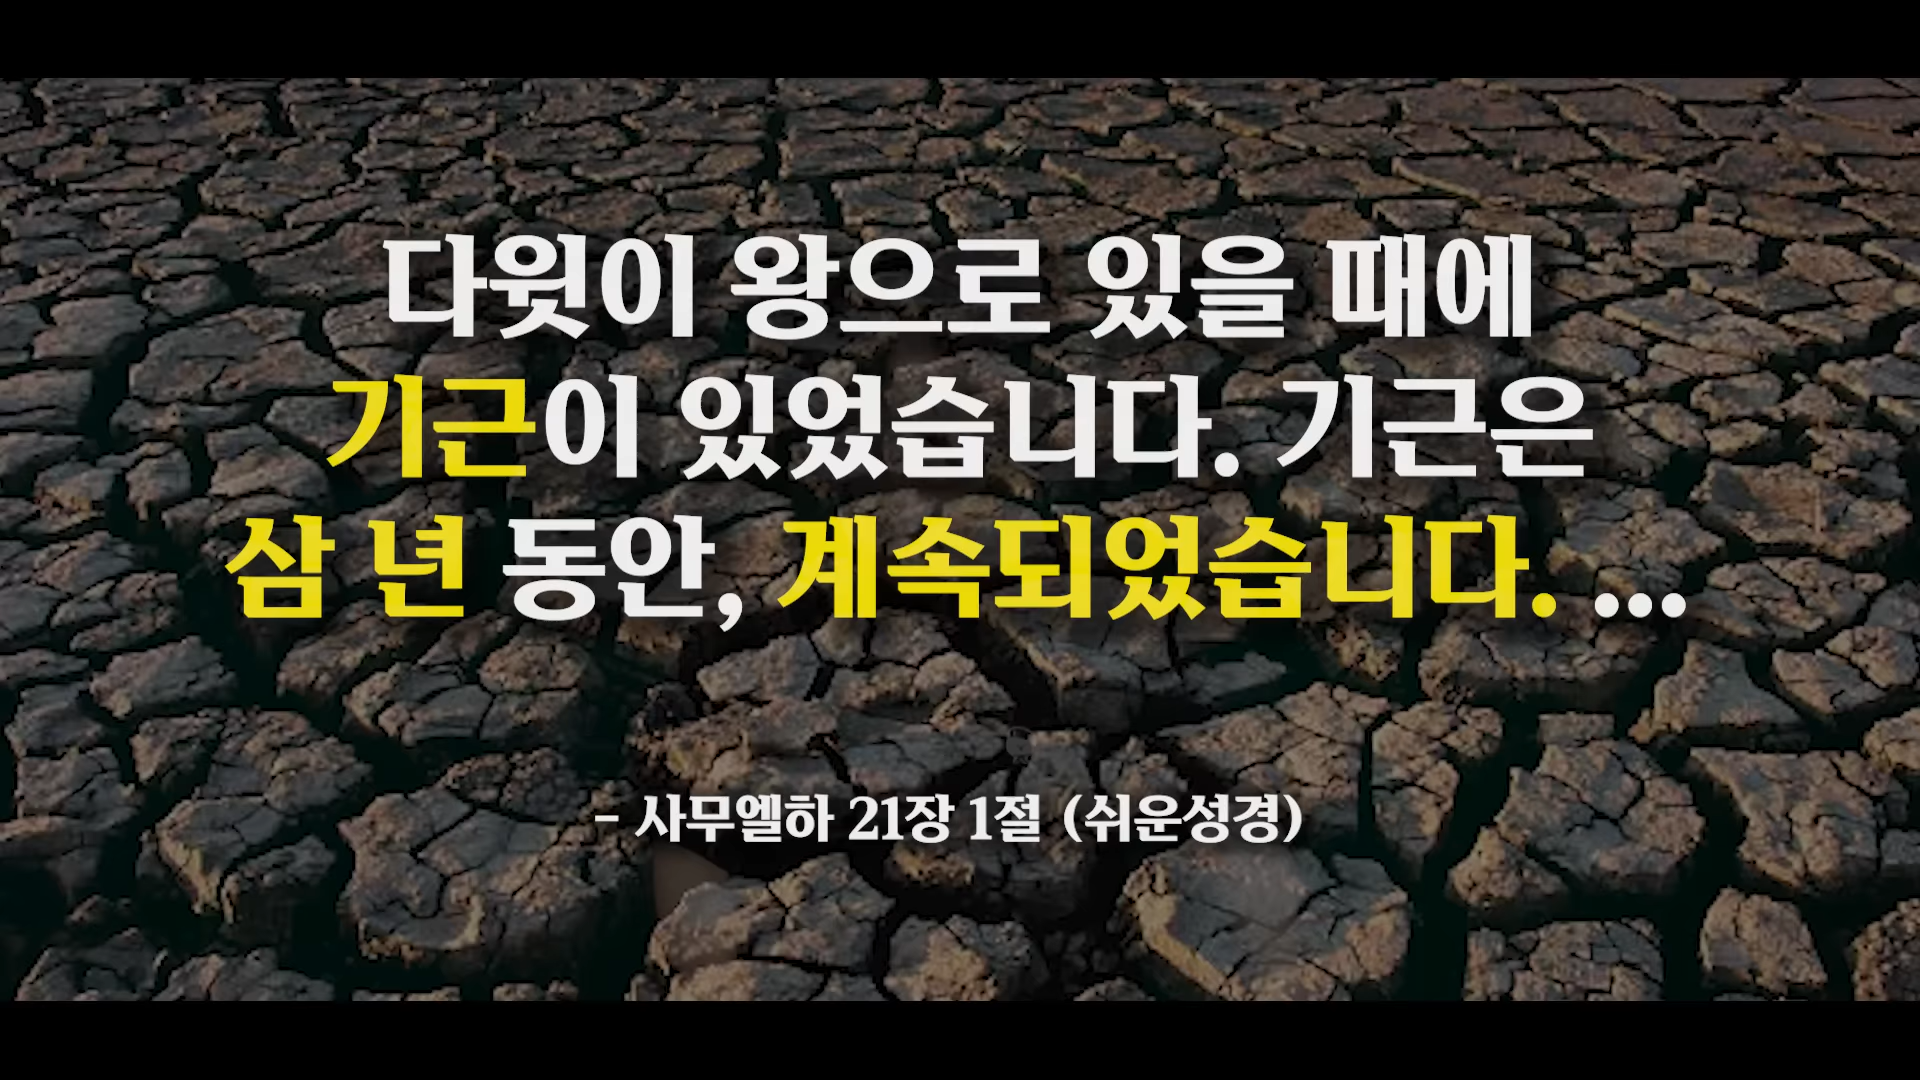 다윗이 왕으로 있을 때에
기근이 있었습니다. 기근은
삼 년 동안, 계속되었습니다. ...
- 사무엘하 21장 1절 (쉬운성경)